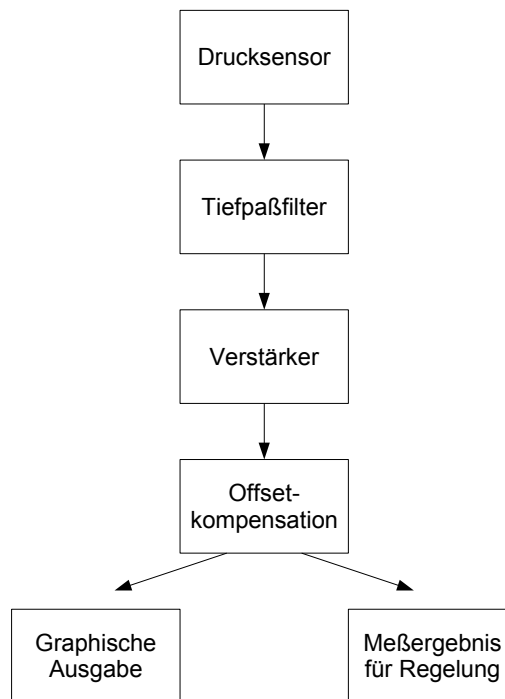 Drucksensor
Tiefpaßfilter
Verstärker
Offset-
kompensation
Graphische
Ausgabe
Meßergebnis
für Regelung